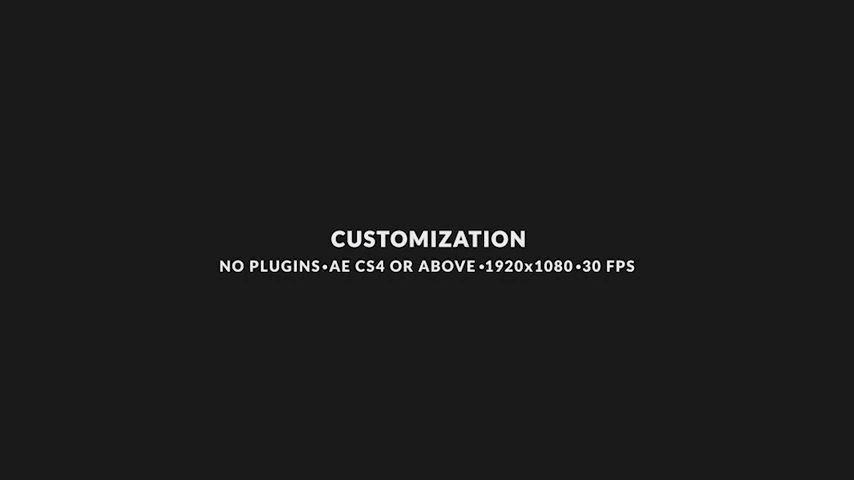 CUSTOMIZATION
NO PLUGINS•AE CS4 OR ABOVE •1920x1080•30 FPS